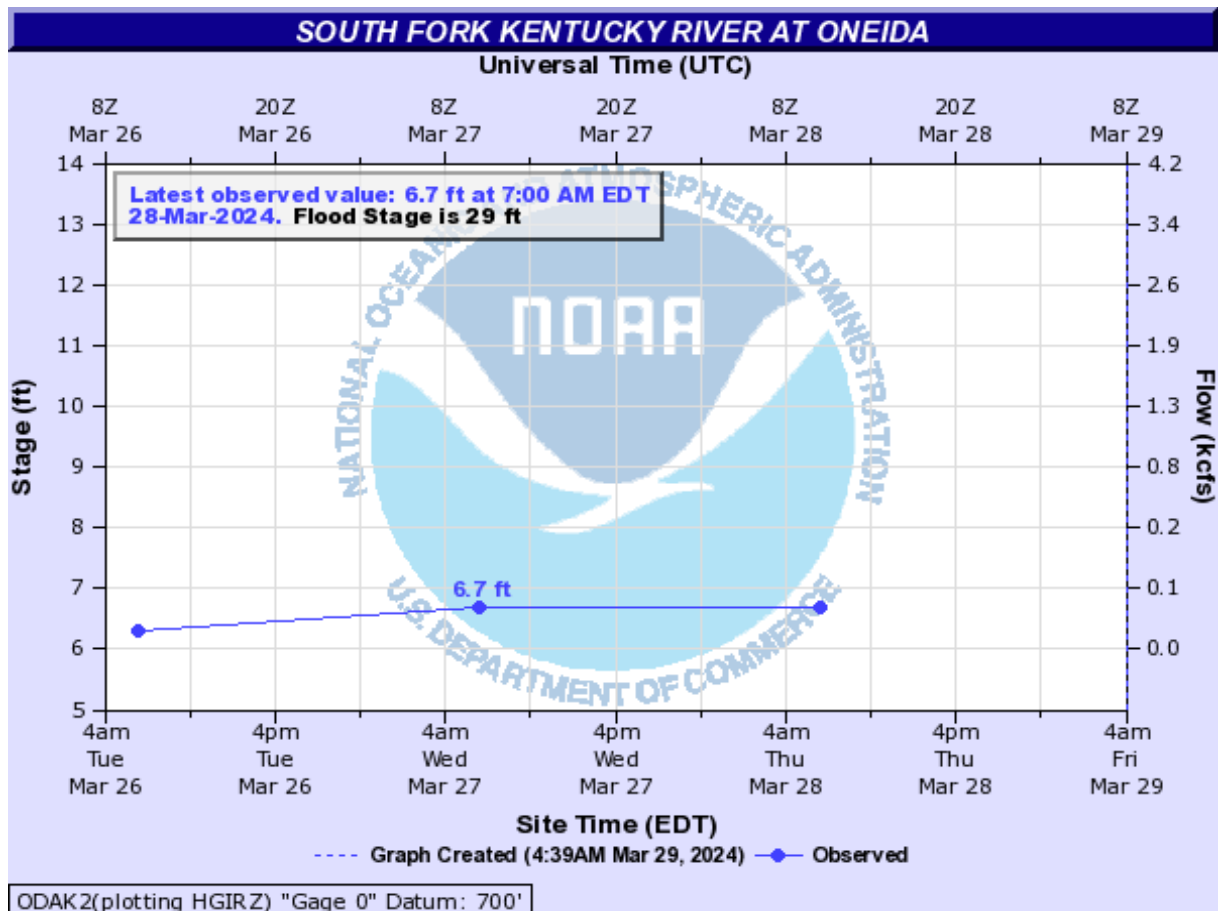 SOUTH FORK KENTUCKY RIVER AT ONEIDA
Universal Time (UTC)
8Z 20Z 8Z 20Z 8Z 20Z 8Z
Mar 26 Mar 26 Mar 27 Mar 27 Mar 28 Mar 28 Mar 29
Latest observed value: 6.7 ft at 7:00 AM EDT
28-Mar-2024. Flood Stage is 29 ft
NATIONAL OCEANIC AND ATMOSPHERIC ADMINISTRATION
NOAA
U.S. DEPARTMENT OF COMMERCE
Stage (ft)
14
13
12
11
10
9
8
7
6
5
6.7 ft
4.2
3.4
2.6
1.9
1.3
0.8
0.2
0.1
0.0
Flow (kcfs)
4am 4pm 4am 4pm 4am 4pm 4am
Tue Tue Wed Wed Thu Thu Fri
Mar 26 Mar 26 Mar 27 Mar 27 Mar 28 Mar 28 Mar 29
Site Time (EDT)
Graph Created (4:39AM Mar 29, 2024) Observed
ODAK2(plotting HGIRZ) "Gage 0" Datum: 700'